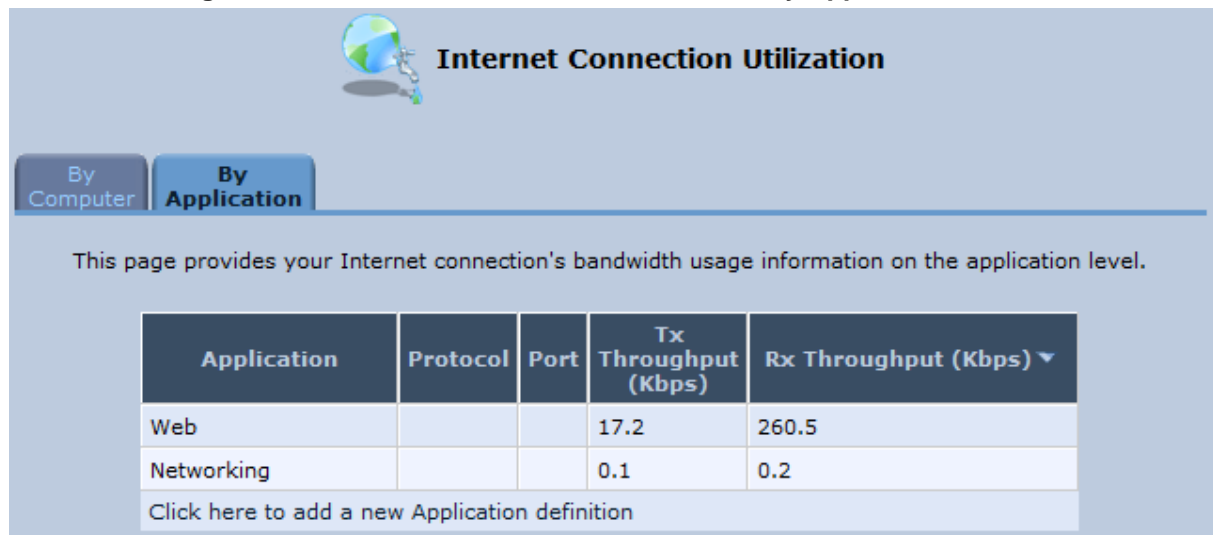 Internet Connection Utilization
By
Computer
By
Application
This page provides your Internet connection's bandwidth usage information on the application level.
Application Protocol Port Tx Throughput (Kbps) Rx Throughput (Kbps)
Web 17.2 260.5
Networking 0.1 0.2
Click here to add a new Application definition